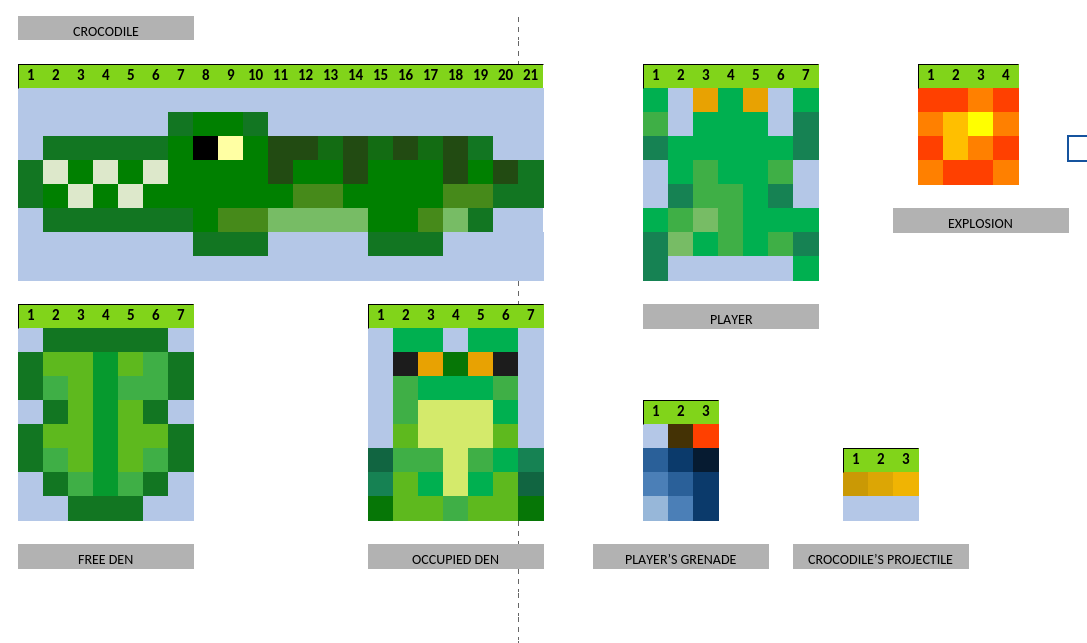 CROCODILE
1 2 3 4 5 6 7 8 9 10 11 12 13 14 15 16 17 18 19 20 21
1 2 3 4 5 6 7
1 2 3 4
EXPLOSION
1 2 3 4 5 6 7
1 2 3 4 5 6 7
PLAYER
1 2 3
1 2 3
FREE DEN
OCCUPIED DEN
PLAYER'S GRENADE
CROCODILE'S PROJECTILE